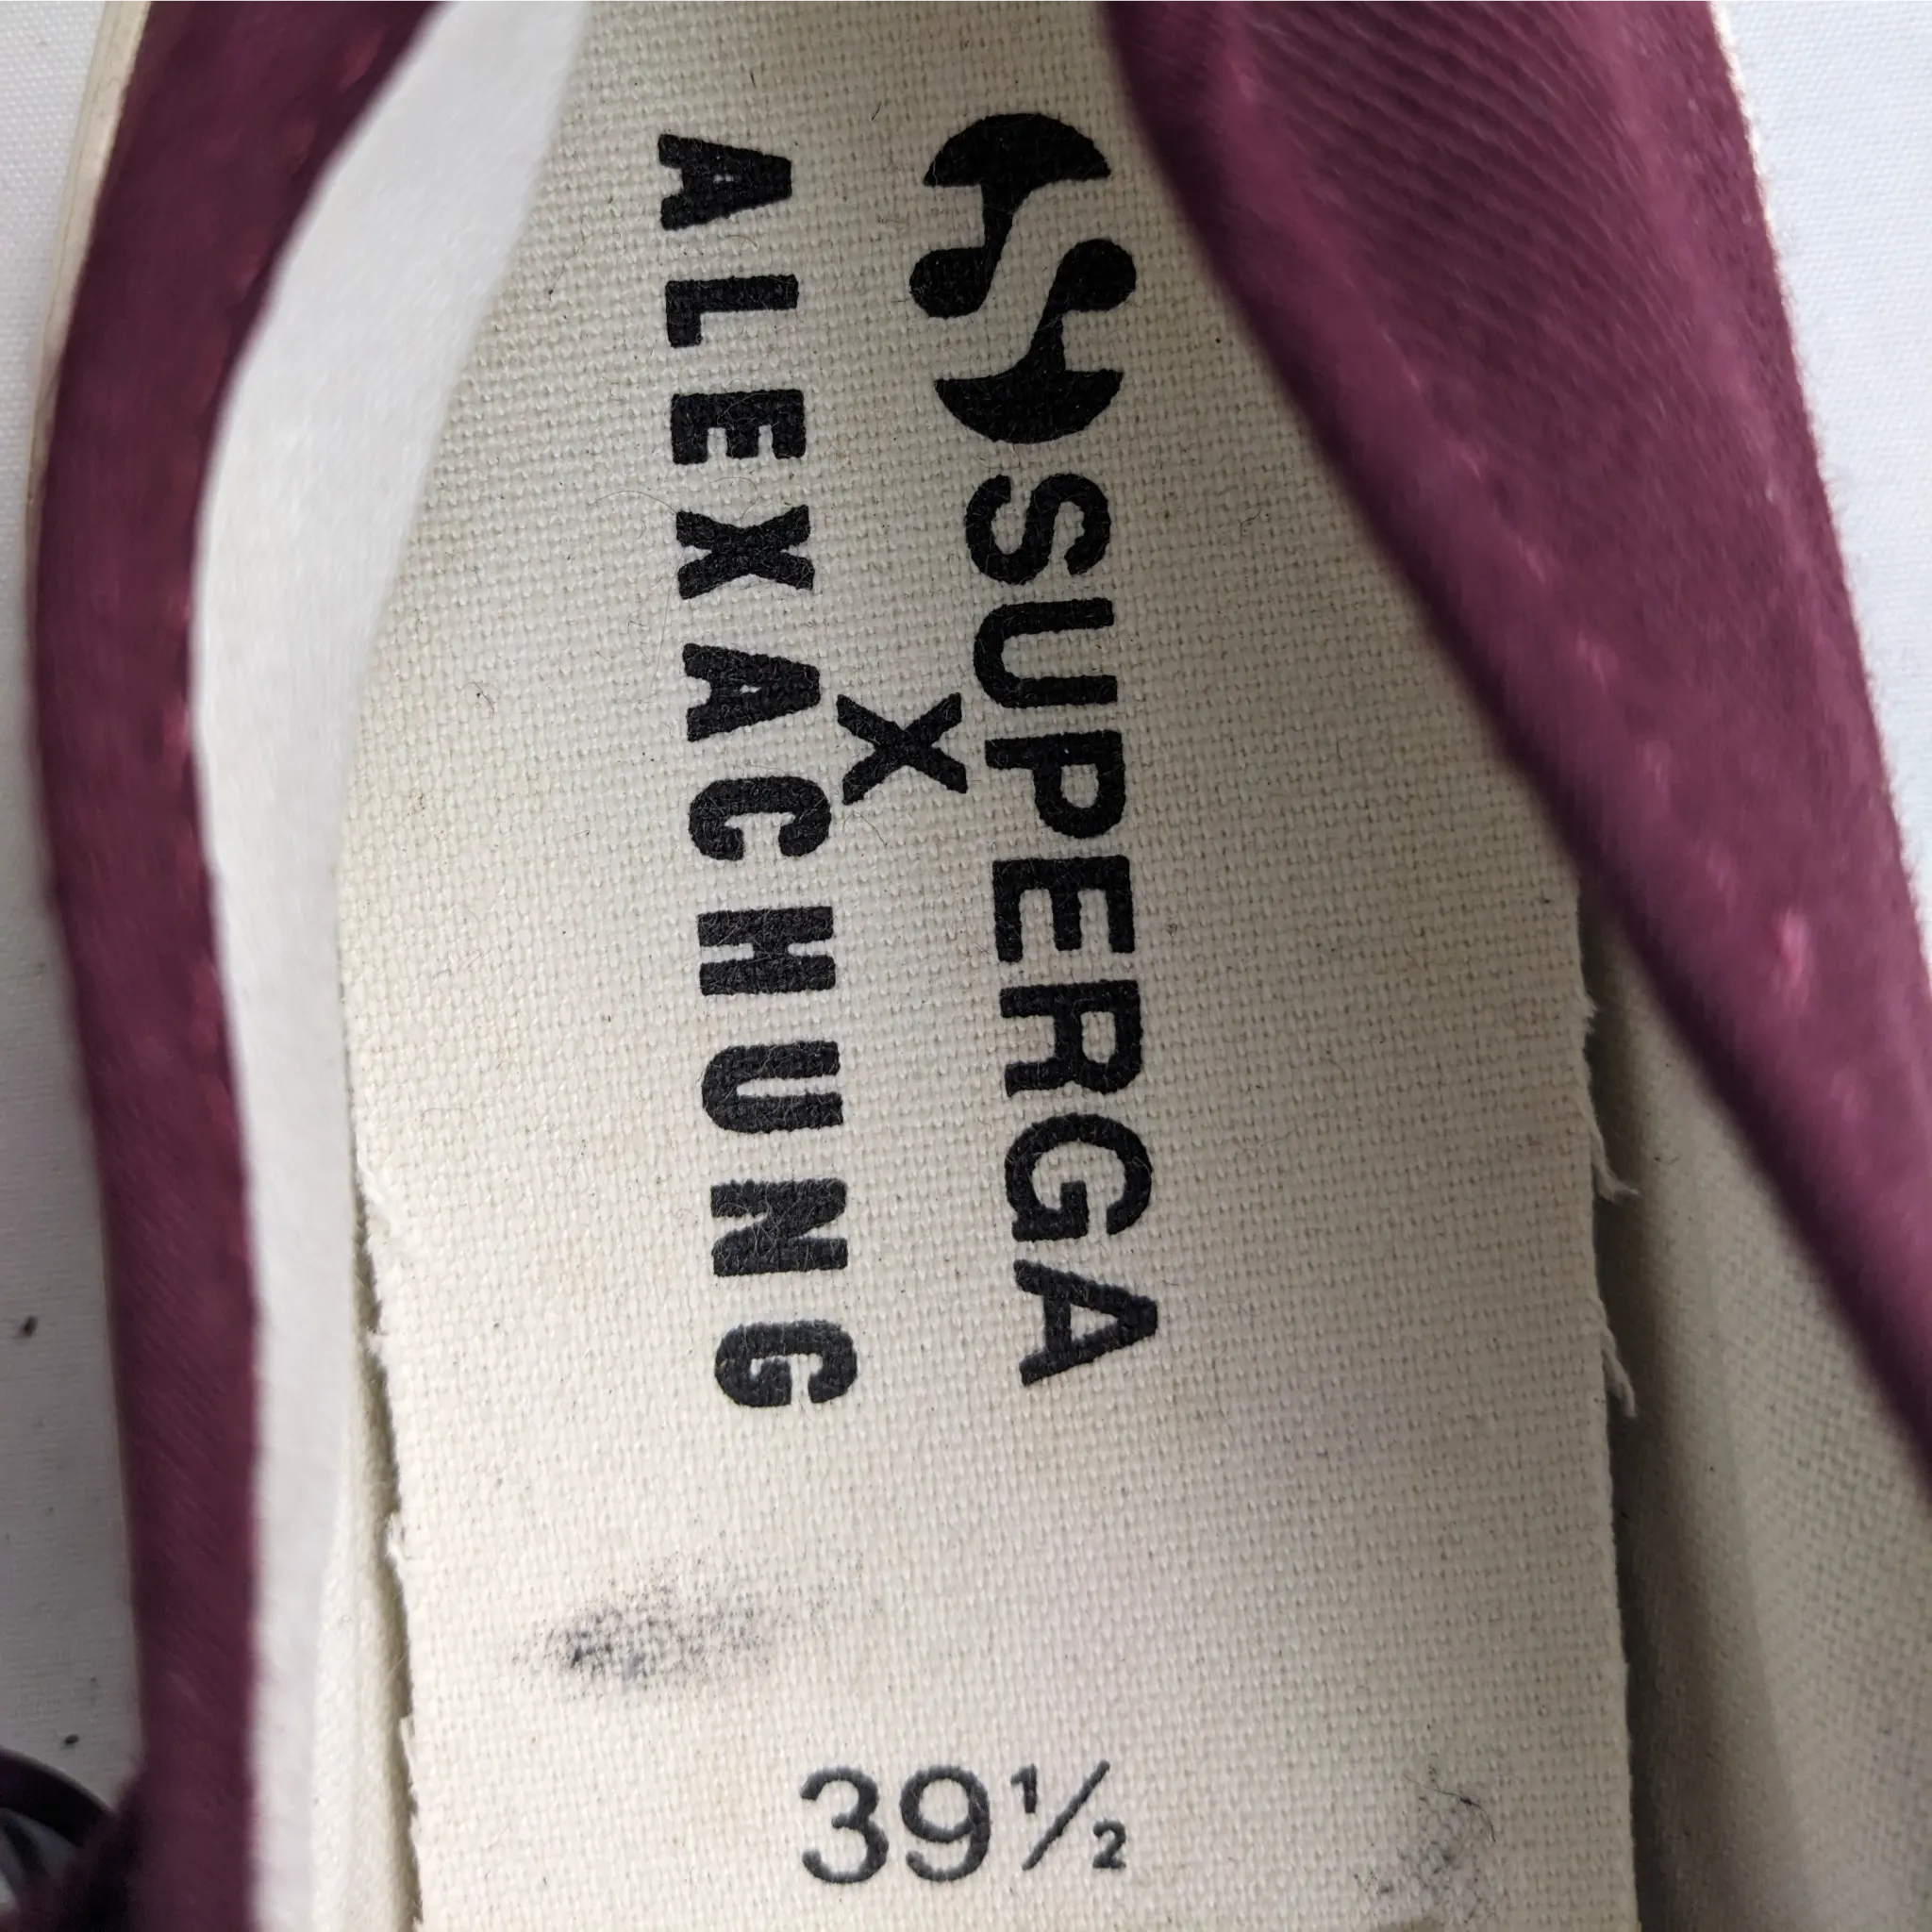 SUPERGA
X
ALEXACHUNG
39½